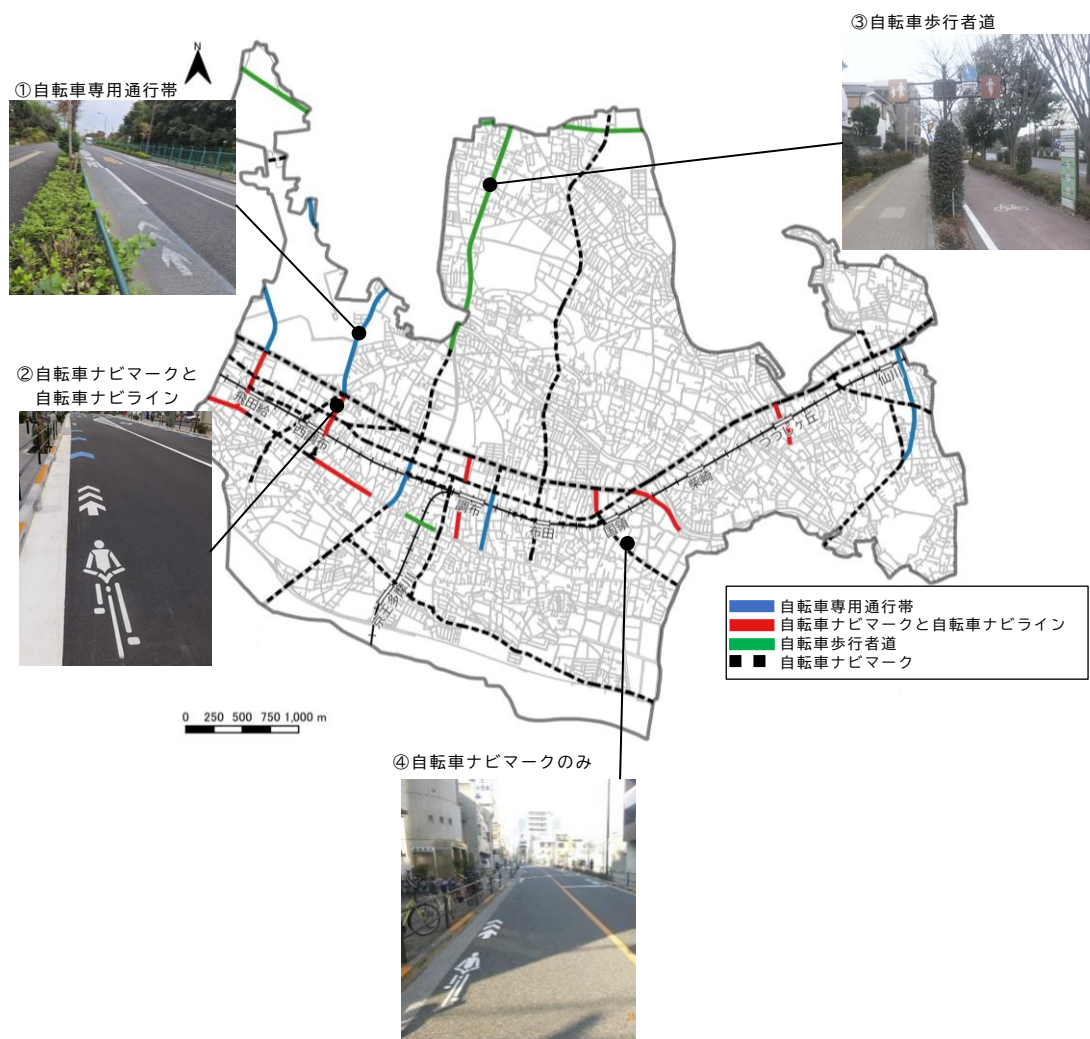 ③自転車歩行者道
N
①自転車専用通行帯
②自転車ナビマークと
自転車ナビライン
飛田給
西調布
調布
布田
国領
柴崎
つつじヶ丘
仙川
京王多摩川
自転車専用通行帯
自転車ナビマークと自転車ナビライン
自転車歩行者道
自転車ナビマーク
0 250 500 750 1,000 m
④自転車ナビマークのみ